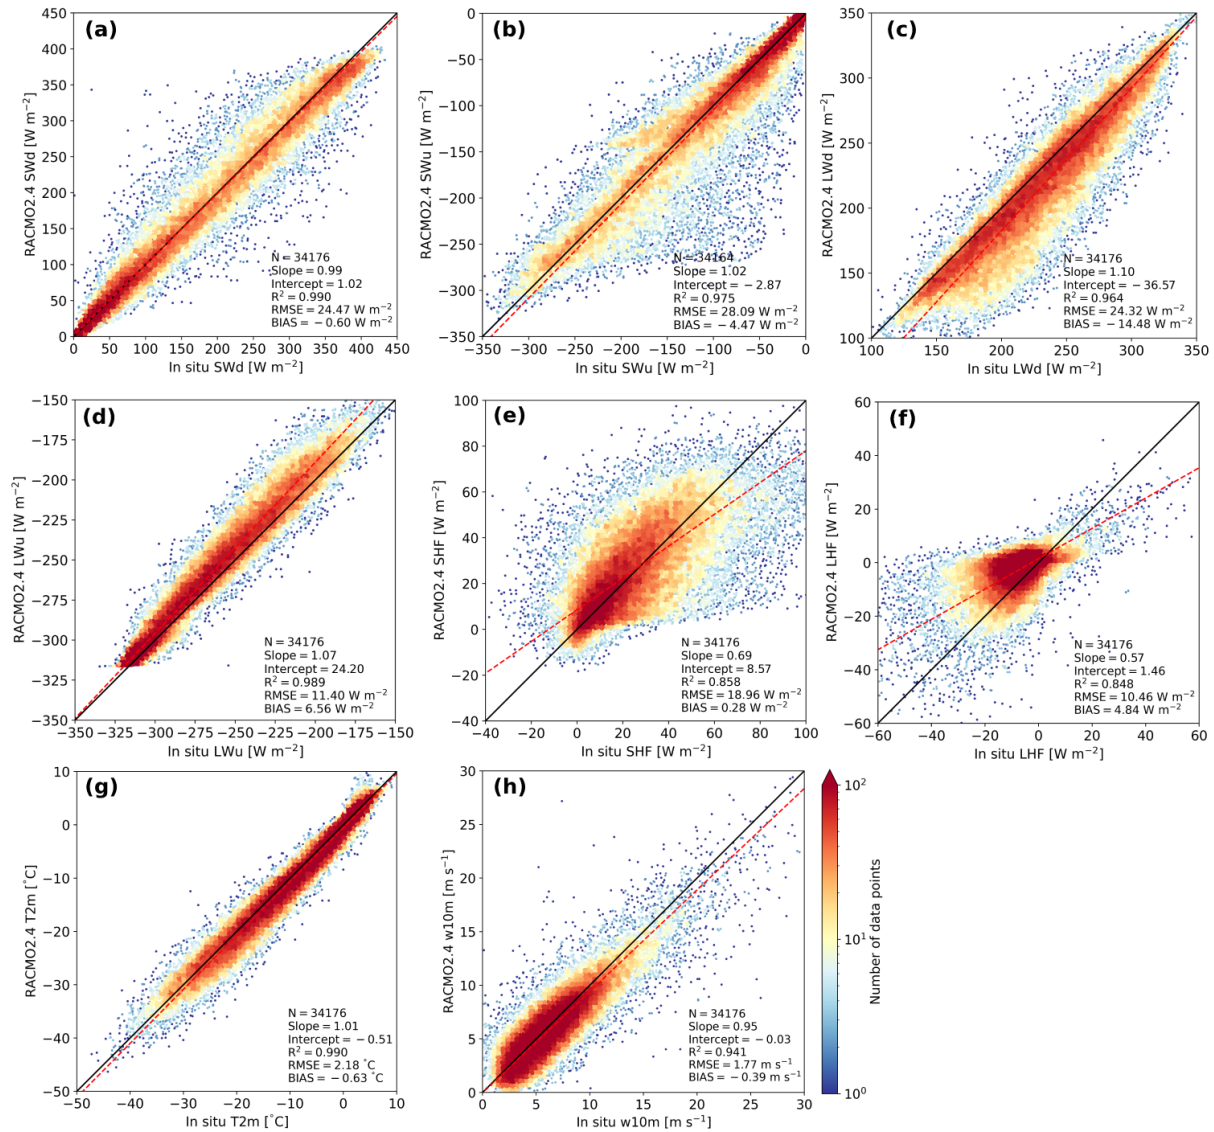 (a)
RACMO2.4 SWd [W m−2]
450
400
350
300
250
200
150
100
50
0
N = 34176
Slope = 0.99
Intercept = 1.02
R2 = 0.990
RMSE = 24.47 W m−2
BIAS = −0.60 W m−2
0 50 100 150 200 250 300 350 400 450
In situ SWd [W m−2]
(b)
RACMO2.4 SWu [W m−2]
0
−50
−100
−150
−200
−250
−300
−350
N = 34164
Slope = 1.02
Intercept = −2.87
R2 = 0.975
RMSE = 28.09 W m−2
BIAS = −4.47 W m−2
−350 −300 −250 −200 −150 −100 −50 0
In situ SWu [W m−2]
(c)
RACMO2.4 LWd [W m−2]
350
300
250
200
150
100
N = 34176
Slope = 1.10
Intercept = −36.57
R2 = 0.964
RMSE = 24.32 W m−2
BIAS = −14.48 W m−2
100 150 200 250 300 350
In situ LWd [W m−2]
(d)
RACMO2.4 LWu [W m−2]
−150
−175
−200
−225
−250
−275
−300
−325
−350
N = 34176
Slope = 1.07
Intercept = 24.20
R2 = 0.989
RMSE = 11.40 W m−2
BIAS = 6.56 W m−2
−350 −325 −300 −275 −250 −225 −200 −175 −150
In situ LWu [W m−2]
(e)
RACMO2.4 SHF [W m−2]
100
80
60
40
20
0
−20
−40
N = 34176
Slope = 0.69
Intercept = 8.57
R2 = 0.858
RMSE = 18.96 W m−2
BIAS = 0.28 W m−2
−40 −20 0 20 40 60 80 100
In situ SHF [W m−2]
(f)
RACMO2.4 LHF [W m−2]
60
40
20
0
−20
−40
−60
N = 34176
Slope = 0.57
Intercept = 1.46
R2 = 0.848
RMSE = 10.46 W m−2
BIAS = 4.84 W m−2
−60 −40 −20 0 20 40 60
In situ LHF [W m−2]
(g)
RACMO2.4 T2m [°C]
10
0
−10
−20
−30
−40
−50
N = 34176
Slope = 1.01
Intercept = −0.51
R2 = 0.990
RMSE = 2.18 °C
BIAS = −0.63 °C
−50 −40 −30 −20 −10 0 10
In situ T2m [°C]
(h)
RACMO2.4 w10m [m s−1]
30
25
20
15
10
5
0
N = 34176
Slope = 0.95
Intercept = −0.03
R2 = 0.941
RMSE = 1.77 m s−1
BIAS = −0.39 m s−1
0 5 10 15 20 25 30
In situ w10m [m s−1]
10^2
10^1
10^0
Number of data points